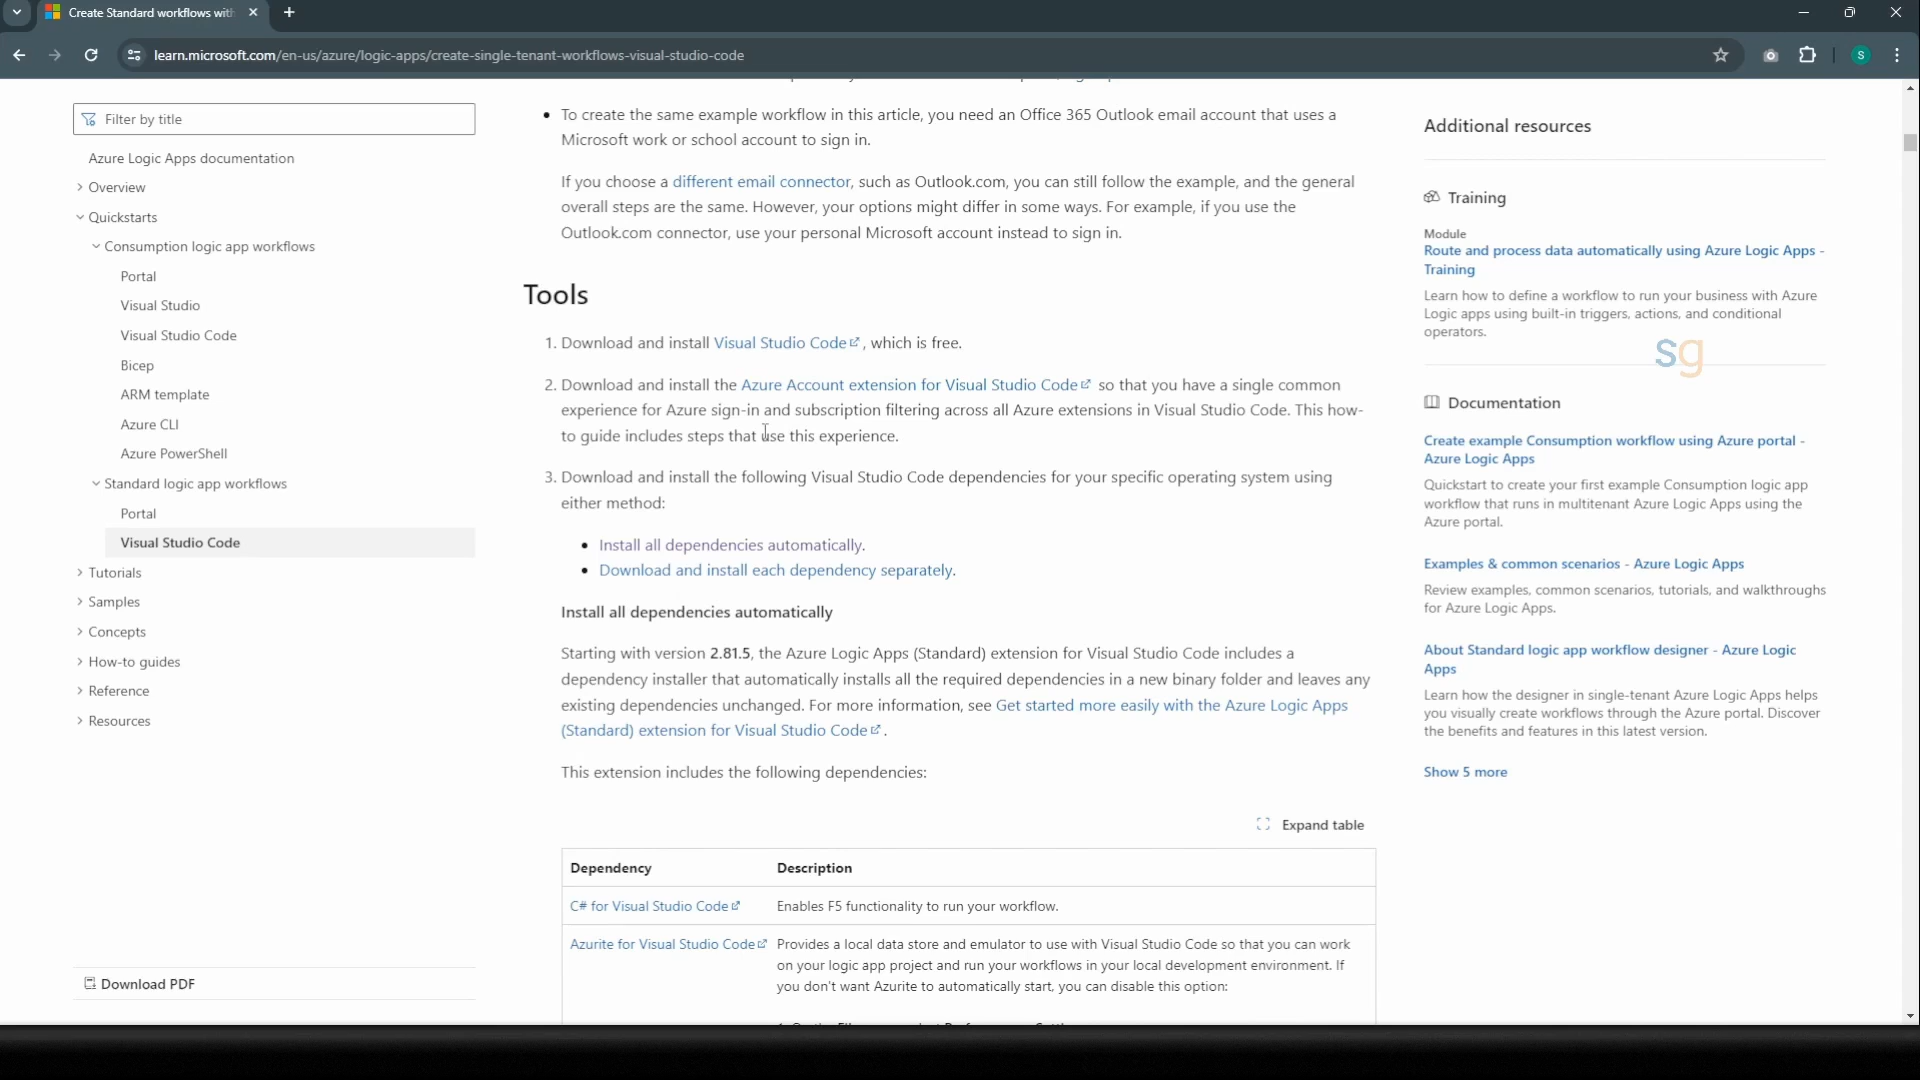 Create Standard workflows with
learn.microsoft.com/en-us/azure/logic-apps/create-single-tenant-workflows-visual-studio-code
S
Filter by title
Azure Logic Apps documentation
Overview
Quickstarts
Consumption logic app workflows
Portal
Visual Studio
Visual Studio Code
Bicep
ARM template
Azure CLI
Azure PowerShell
Standard logic app workflows
Portal
Visual Studio Code
Tutorials
Samples
Concepts
How-to guides
Reference
Resources
Download PDF
To create the same example workflow in this article, you need an Office 365 Outlook email account that uses a
Microsoft work or school account to sign in.
If you choose a different email connector, such as Outlook.com, you can still follow the example, and the general
overall steps are the same. However, your options might differ in some ways. For example, if you use the
Outlook.com connector, use your personal Microsoft account instead to sign in.
Tools
1. Download and install Visual Studio Code , which is free.
2. Download and install the Azure Account extension for Visual Studio Code so that you have a single common
experience for Azure sign-in and subscription filtering across all Azure extensions in Visual Studio Code. This how-
to guide includes steps that use this experience.
3. Download and install the following Visual Studio Code dependencies for your specific operating system using
either method:
Install all dependencies automatically.
Download and install each dependency separately.
Install all dependencies automatically
Starting with version 2.81.5, the Azure Logic Apps (Standard) extension for Visual Studio Code includes a
dependency installer that automatically installs all the required dependencies in a new binary folder and leaves any
existing dependencies unchanged. For more information, see Get started more easily with the Azure Logic Apps
(Standard) extension for Visual Studio Code .
This extension includes the following dependencies:
Expand table
Dependency Description
C# for Visual Studio Code Enables F5 functionality to run your workflow.
Azurite for Visual Studio Code Provides a local data store and emulator to use with Visual Studio Code so that you can work
on your logic app project and run your workflows in your local development environment. If
you don't want Azurite to automatically start, you can disable this option:
Additional resources
Training
Module
Route and process data automatically using Azure Logic Apps -
Training
Learn how to define a workflow to run your business with Azure
Logic apps using built-in triggers, actions, and conditional
operators.
sg
Documentation
Create example Consumption workflow using Azure portal -
Azure Logic Apps
Quickstart to create your first example Consumption logic app
workflow that runs in multitenant Azure Logic Apps using the
Azure portal.
Examples & common scenarios - Azure Logic Apps
Review examples, common scenarios, tutorials, and walkthroughs
for Azure Logic Apps.
About Standard logic app workflow designer - Azure Logic
Apps
Learn how the designer in single-tenant Azure Logic Apps helps
you visually create workflows through the Azure portal. Discover
the benefits and features in this latest version.
Show 5 more